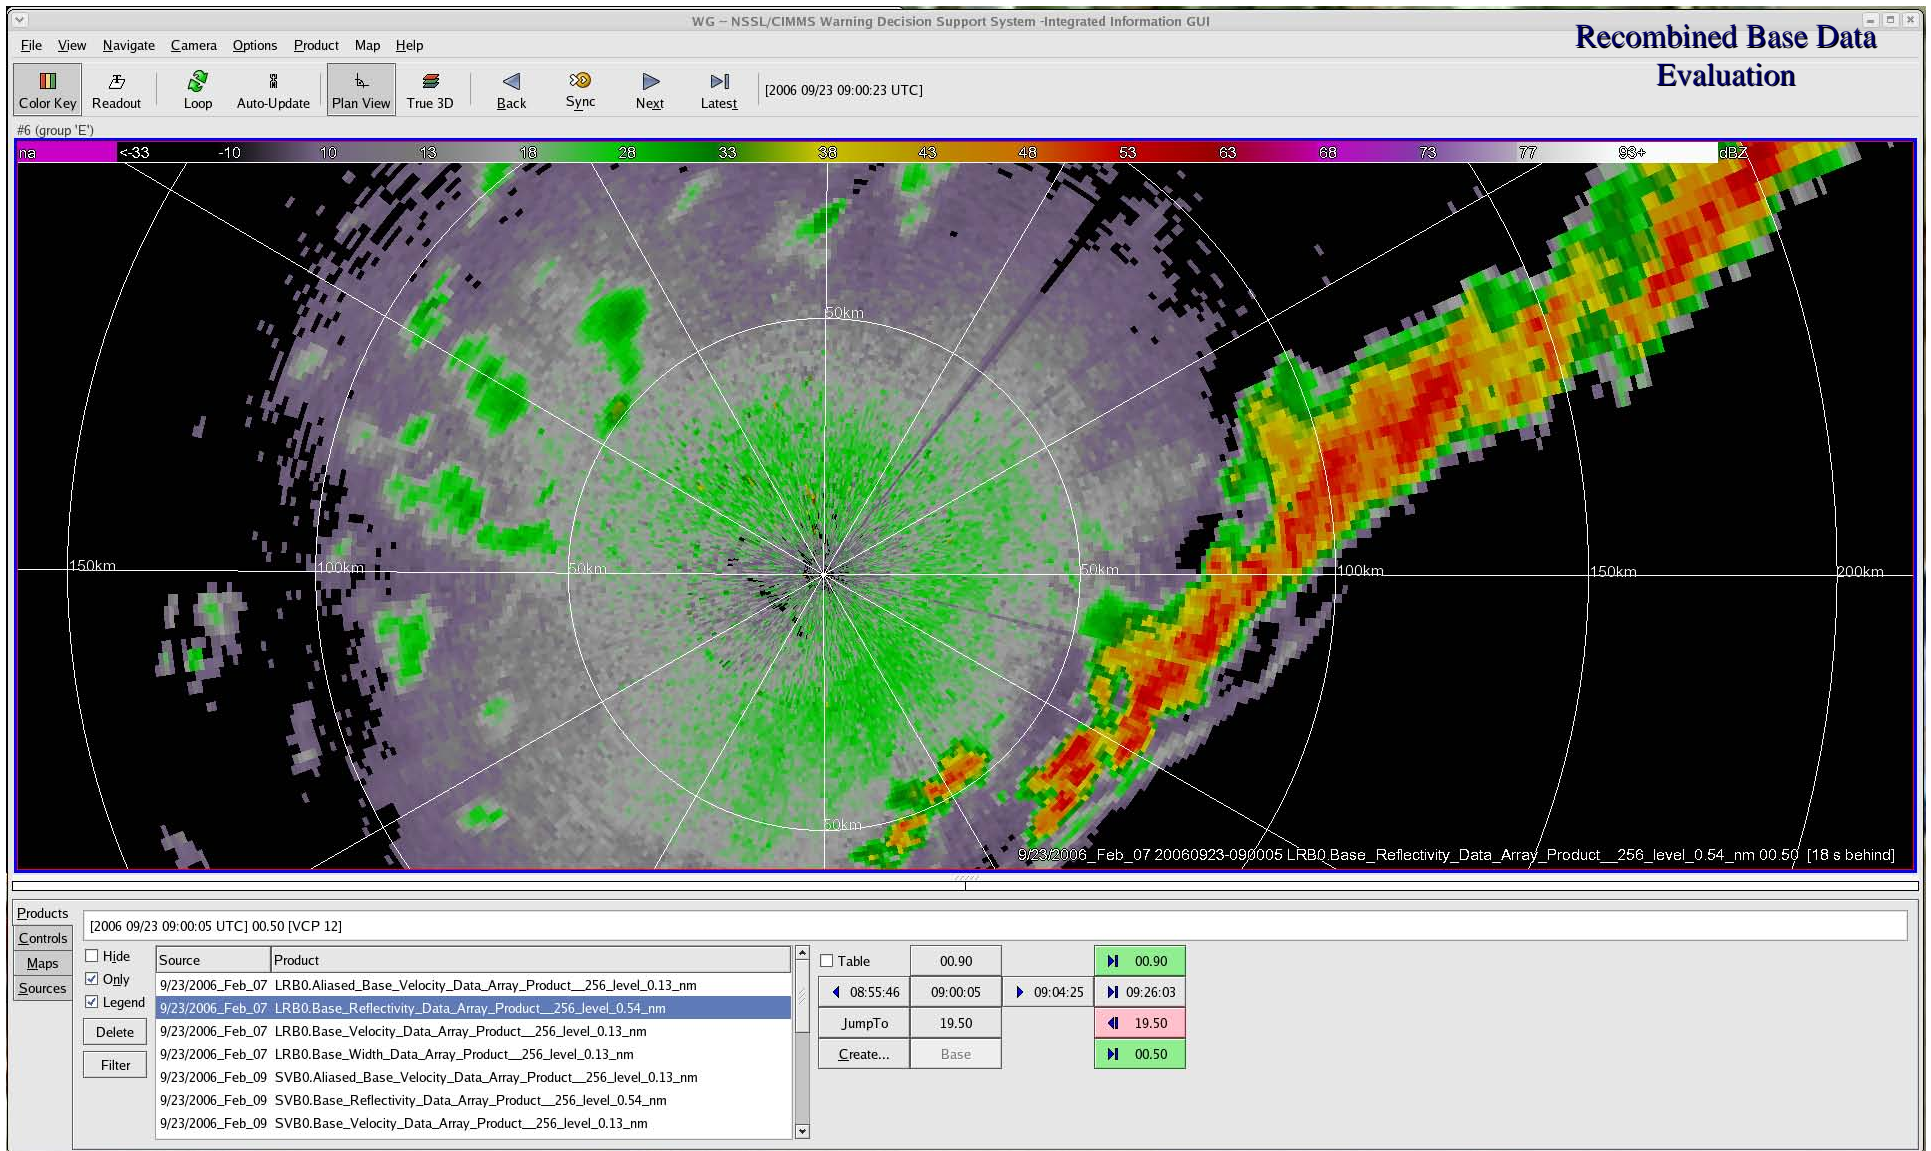 WG – NSSL/CIMMS Warning Decision Support System -Integrated Information GUI
Recombined Base Data
Evaluation
File View Navigate Camera Options Product Map Help
Color Key Readout Loop Auto-Update Plan View True 3D Back Sync Next Latest [2006 09/23 09:00:23 UTC]
#6 (group 'E')
na <-33 -10 10 13 18 28 33 38 43 48 53 63 68 73 77 93+ dBZ
50km
150km 100km 50km 50km 100km 150km 200km
50km
9/23/2006_Feb_07 20060923-090005 LRB0.Base_Reflectivity_Data_Array_Product__256_level_0.54_nm 00.50 [18 s behind]
Products
[2006 09/23 09:00:05 UTC] 00.50 [VCP 12]
Controls
Maps
Sources
Hide
Only
Legend
Delete
Filter
Source Product
9/23/2006_Feb_07 LRB0.Aliased_Base_Velocity_Data_Array_Product__256_level_0.13_nm
9/23/2006_Feb_07 LRB0.Base_Reflectivity_Data_Array_Product__256_level_0.54_nm
9/23/2006_Feb_07 LRB0.Base_Velocity_Data_Array_Product__256_level_0.13_nm
9/23/2006_Feb_07 LRB0.Base_Width_Data_Array_Product__256_level_0.13_nm
9/23/2006_Feb_09 SVB0.Aliased_Base_Velocity_Data_Array_Product__256_level_0.13_nm
9/23/2006_Feb_09 SVB0.Base_Reflectivity_Data_Array_Product__256_level_0.54_nm
9/23/2006_Feb_09 SVB0.Base_Velocity_Data_Array_Product__256_level_0.13_nm
Table 00.90 00.90
08:55:46 09:00:05 09:04:25 09:26:03
JumpTo 19.50 19.50
Create... Base 00.50